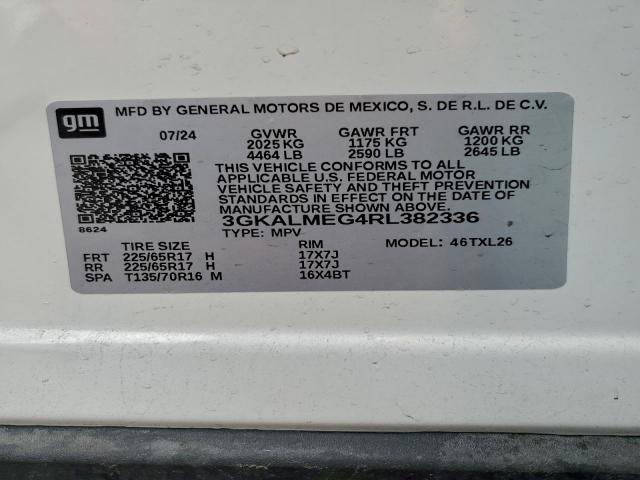 gm
MFD BY GENERAL MOTORS DE MEXICO, S. DE R.L. DE C.V.
07/24 GVWR GAWR FRT GAWR RR
2025 KG 1175 KG 1200 KG
4464 LB 2590 LB 2645 LB
THIS VEHICLE CONFORMS TO ALL
APPLICABLE U.S. FEDERAL MOTOR
VEHICLE SAFETY AND THEFT PREVENTION
STANDARDS IN EFFECT ON THE DATE OF
MANUFACTURE SHOWN ABOVE.
3GKALMEG4RL382336
8624 TYPE: MPV MODEL: 46TXL26
TIRE SIZE RIM
FRT 225/65R17 H 17X7J
RR 225/65R17 H 17X7J
SPA T135/70R16 M 16X4BT